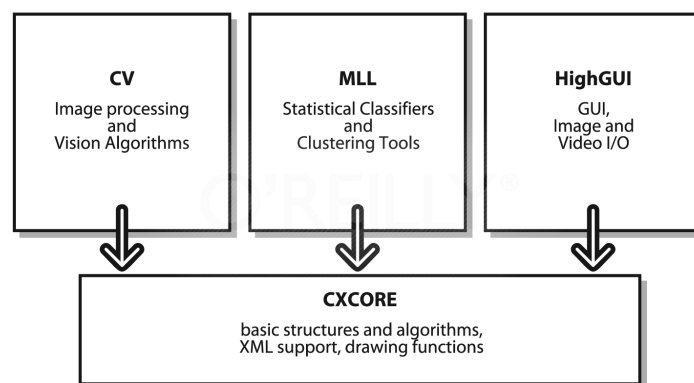 CV
Image processing
and
Vision Algorithms
MLL
Statistical Classifiers
and
Clustering Tools
HighGUI
GUI,
Image and
Video I/O
O'REILLY®
CXCORE
basic structures and algorithms,
XML support, drawing functions